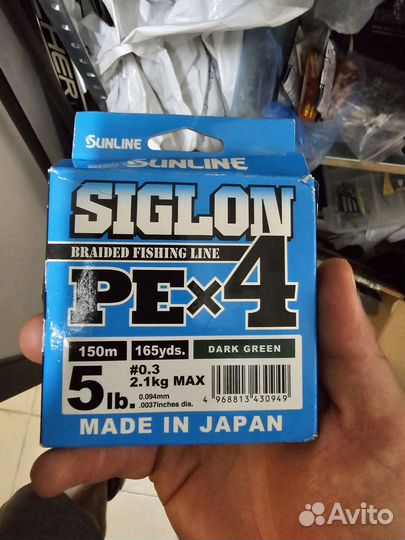 HER
SUNLINE
SUNLINE
SIGLON
BRAIDED FISHING LINE
PE×4
150m 165yds. DARK GREEN
5lb. #0.3
2.1kg MAX
0.094mm
.0037inches dia.
4 968813 430949
MADE IN JAPAN
Avito